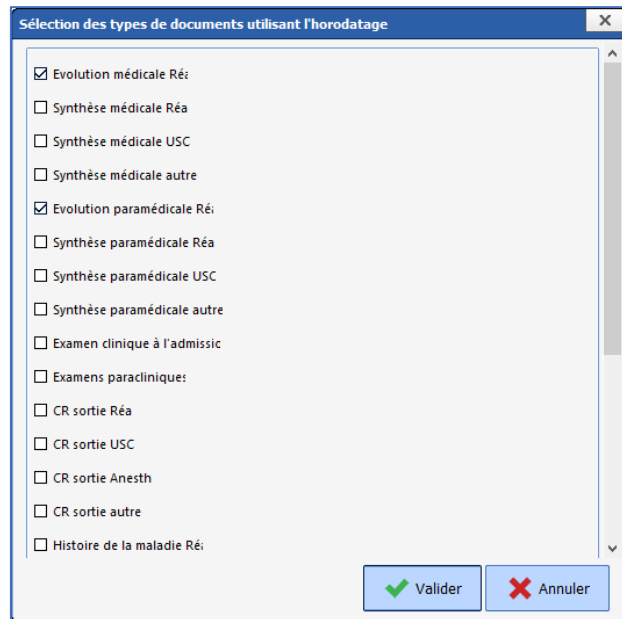 Sélection des types de documents utilisant l'horodatage
Evolution médicale Réa
Synthèse médicale Réa
Synthèse médicale USC
Synthèse médicale autre
Evolution paramédicale Réa
Synthèse paramédicale Réa
Synthèse paramédicale USC
Synthèse paramédicale autre
Examen clinique à l'admissic
Examens paracliniques
CR sortie Réa
CR sortie USC
CR sortie Anesth
CR sortie autre
Histoire de la maladie Réa
Valider
Annuler